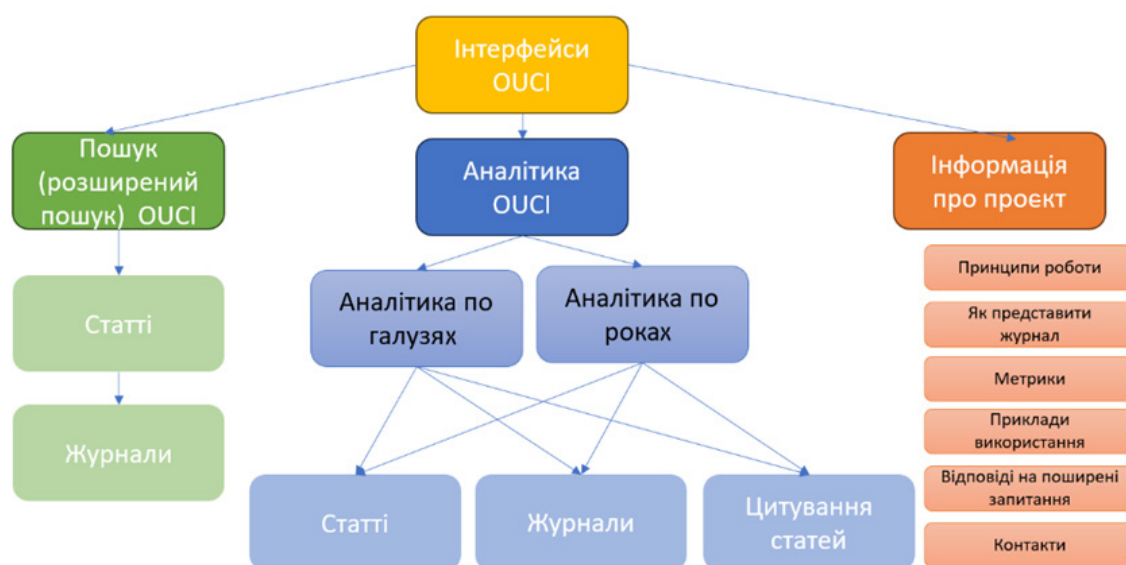 Інтерфейси
OUCI
Пошук
(розширений
пошук) OUCI
Аналітика
OUCI
Інформація
про проєкт
Статті
Журнали
Аналітика по
галузях
Аналітика по
роках
Статті
Журнали
Цитування
статей
Принципи роботи
Як представити
журнал
Метрики
Приклади
використання
Відповіді на поширені
запитання
Контакти